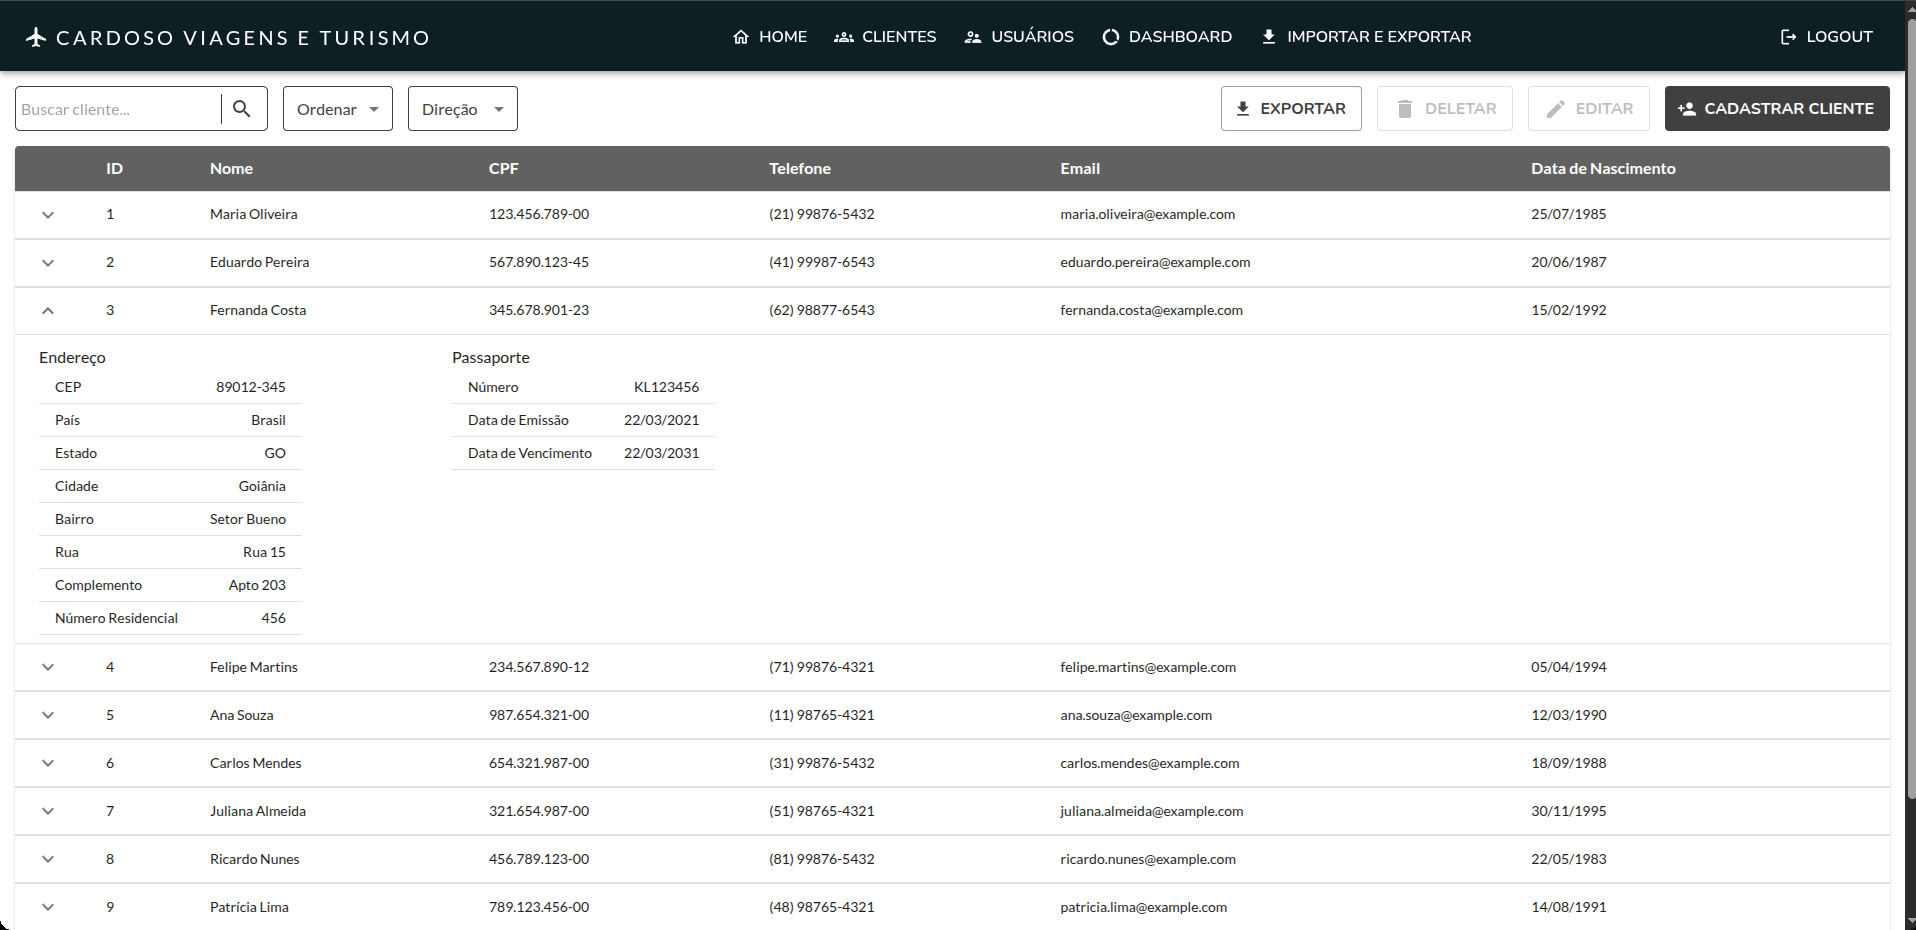 CARDOSO VIAGENS E TURISMO HOME CLIENTES USUÁRIOS DASHBOARD IMPORTAR E EXPORTAR LOGOUT
Buscar cliente... Ordenar Direção EXPORTAR DELETAR EDITAR CADASTRAR CLIENTE
ID Nome CPF Telefone Email Data de Nascimento
1 Maria Oliveira 123.456.789-00 (21) 99876-5432 maria.oliveira@example.com 25/07/1985
2 Eduardo Pereira 567.890.123-45 (41) 99987-6543 eduardo.pereira@example.com 20/06/1987
3 Fernanda Costa 345.678.901-23 (62) 98877-6543 fernanda.costa@example.com 15/02/1992
Endereço
CEP 89012-345
País Brasil
Estado GO
Cidade Goiânia
Bairro Setor Bueno
Rua Rua 15
Complemento Apto 203
Número Residencial 456
Passaporte
Número KL123456
Data de Emissão 22/03/2021
Data de Vencimento 22/03/2031
4 Felipe Martins 234.567.890-12 (71) 99876-4321 felipe.martins@example.com 05/04/1994
5 Ana Souza 987.654.321-00 (11) 98765-4321 ana.souza@example.com 12/03/1990
6 Carlos Mendes 654.321.987-00 (31) 99876-5432 carlos.mendes@example.com 18/09/1988
7 Juliana Almeida 321.654.987-00 (51) 98765-4321 juliana.almeida@example.com 30/11/1995
8 Ricardo Nunes 456.789.123-00 (81) 99876-5432 ricardo.nunes@example.com 22/05/1983
9 Patrícia Lima 789.123.456-00 (48) 98765-4321 patricia.lima@example.com 14/08/1991